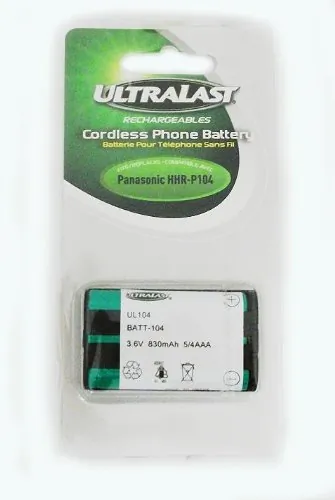 ULTRALAST
RECHARGEABLES
Cordless Phone Battery
Batterie Pour Téléphone Sans Fil
Panasonic HHR-P104
ULTRALAST
UL104
BATT-104
3.6V 830mAh 5/4AAA